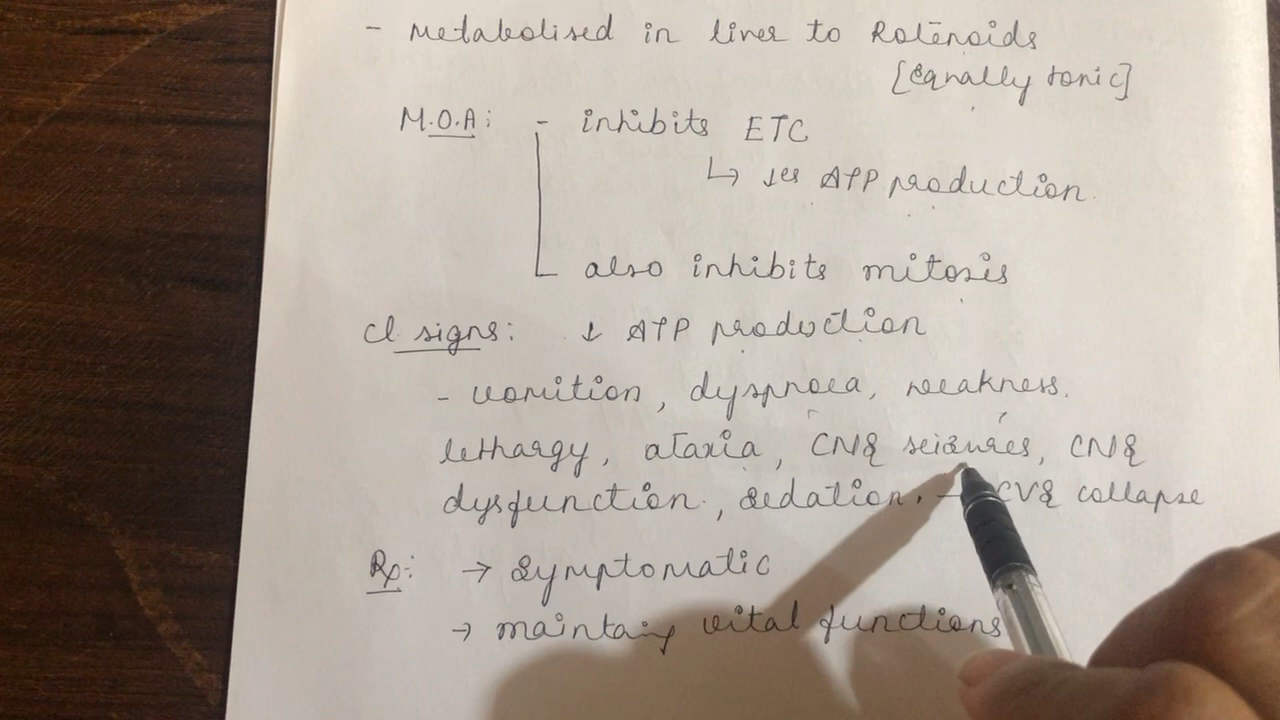 - Metabolised in liver to Rotenoids
[Equally toxic]
M.O.A: - inhibits ETC
↳ ↓es ATP production.
also inhibits mitosis
Cl signs: ↓ ATP production
- vomition, dyspnoea, weakness.
lethargy, ataxia, CNS seizures, CNS
dysfunction, sedation. → CVS collapse
Rx: → Symptomatic
→ maintaing vital functions